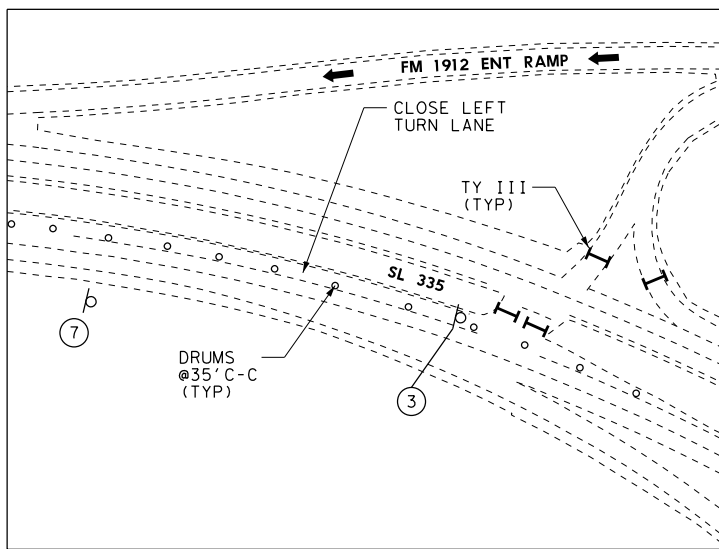 FM 1912 ENT RAMP
CLOSE LEFT
TURN LANE
TY III
(TYP)
SL 335
7
DRUMS
@35'C-C
(TYP)
3